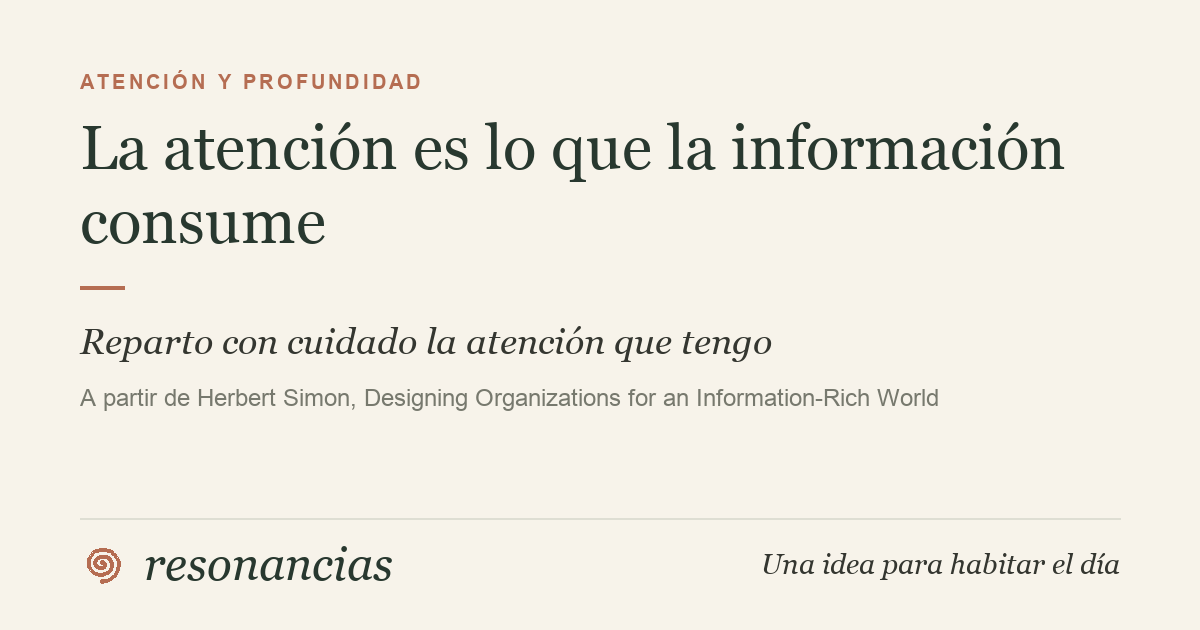 ATENCIÓN Y PROFUNDIDAD
La atención es lo que la información
consume
Reparto con cuidado la atención que tengo
A partir de Herbert Simon, Designing Organizations for an Information-Rich World
resonancias
Una idea para habitar el día